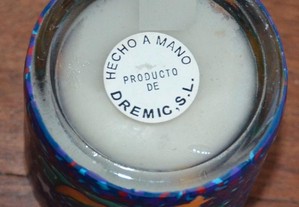 HECHO A MANO
PRODUCTO
DE
DREMIC, S.L.